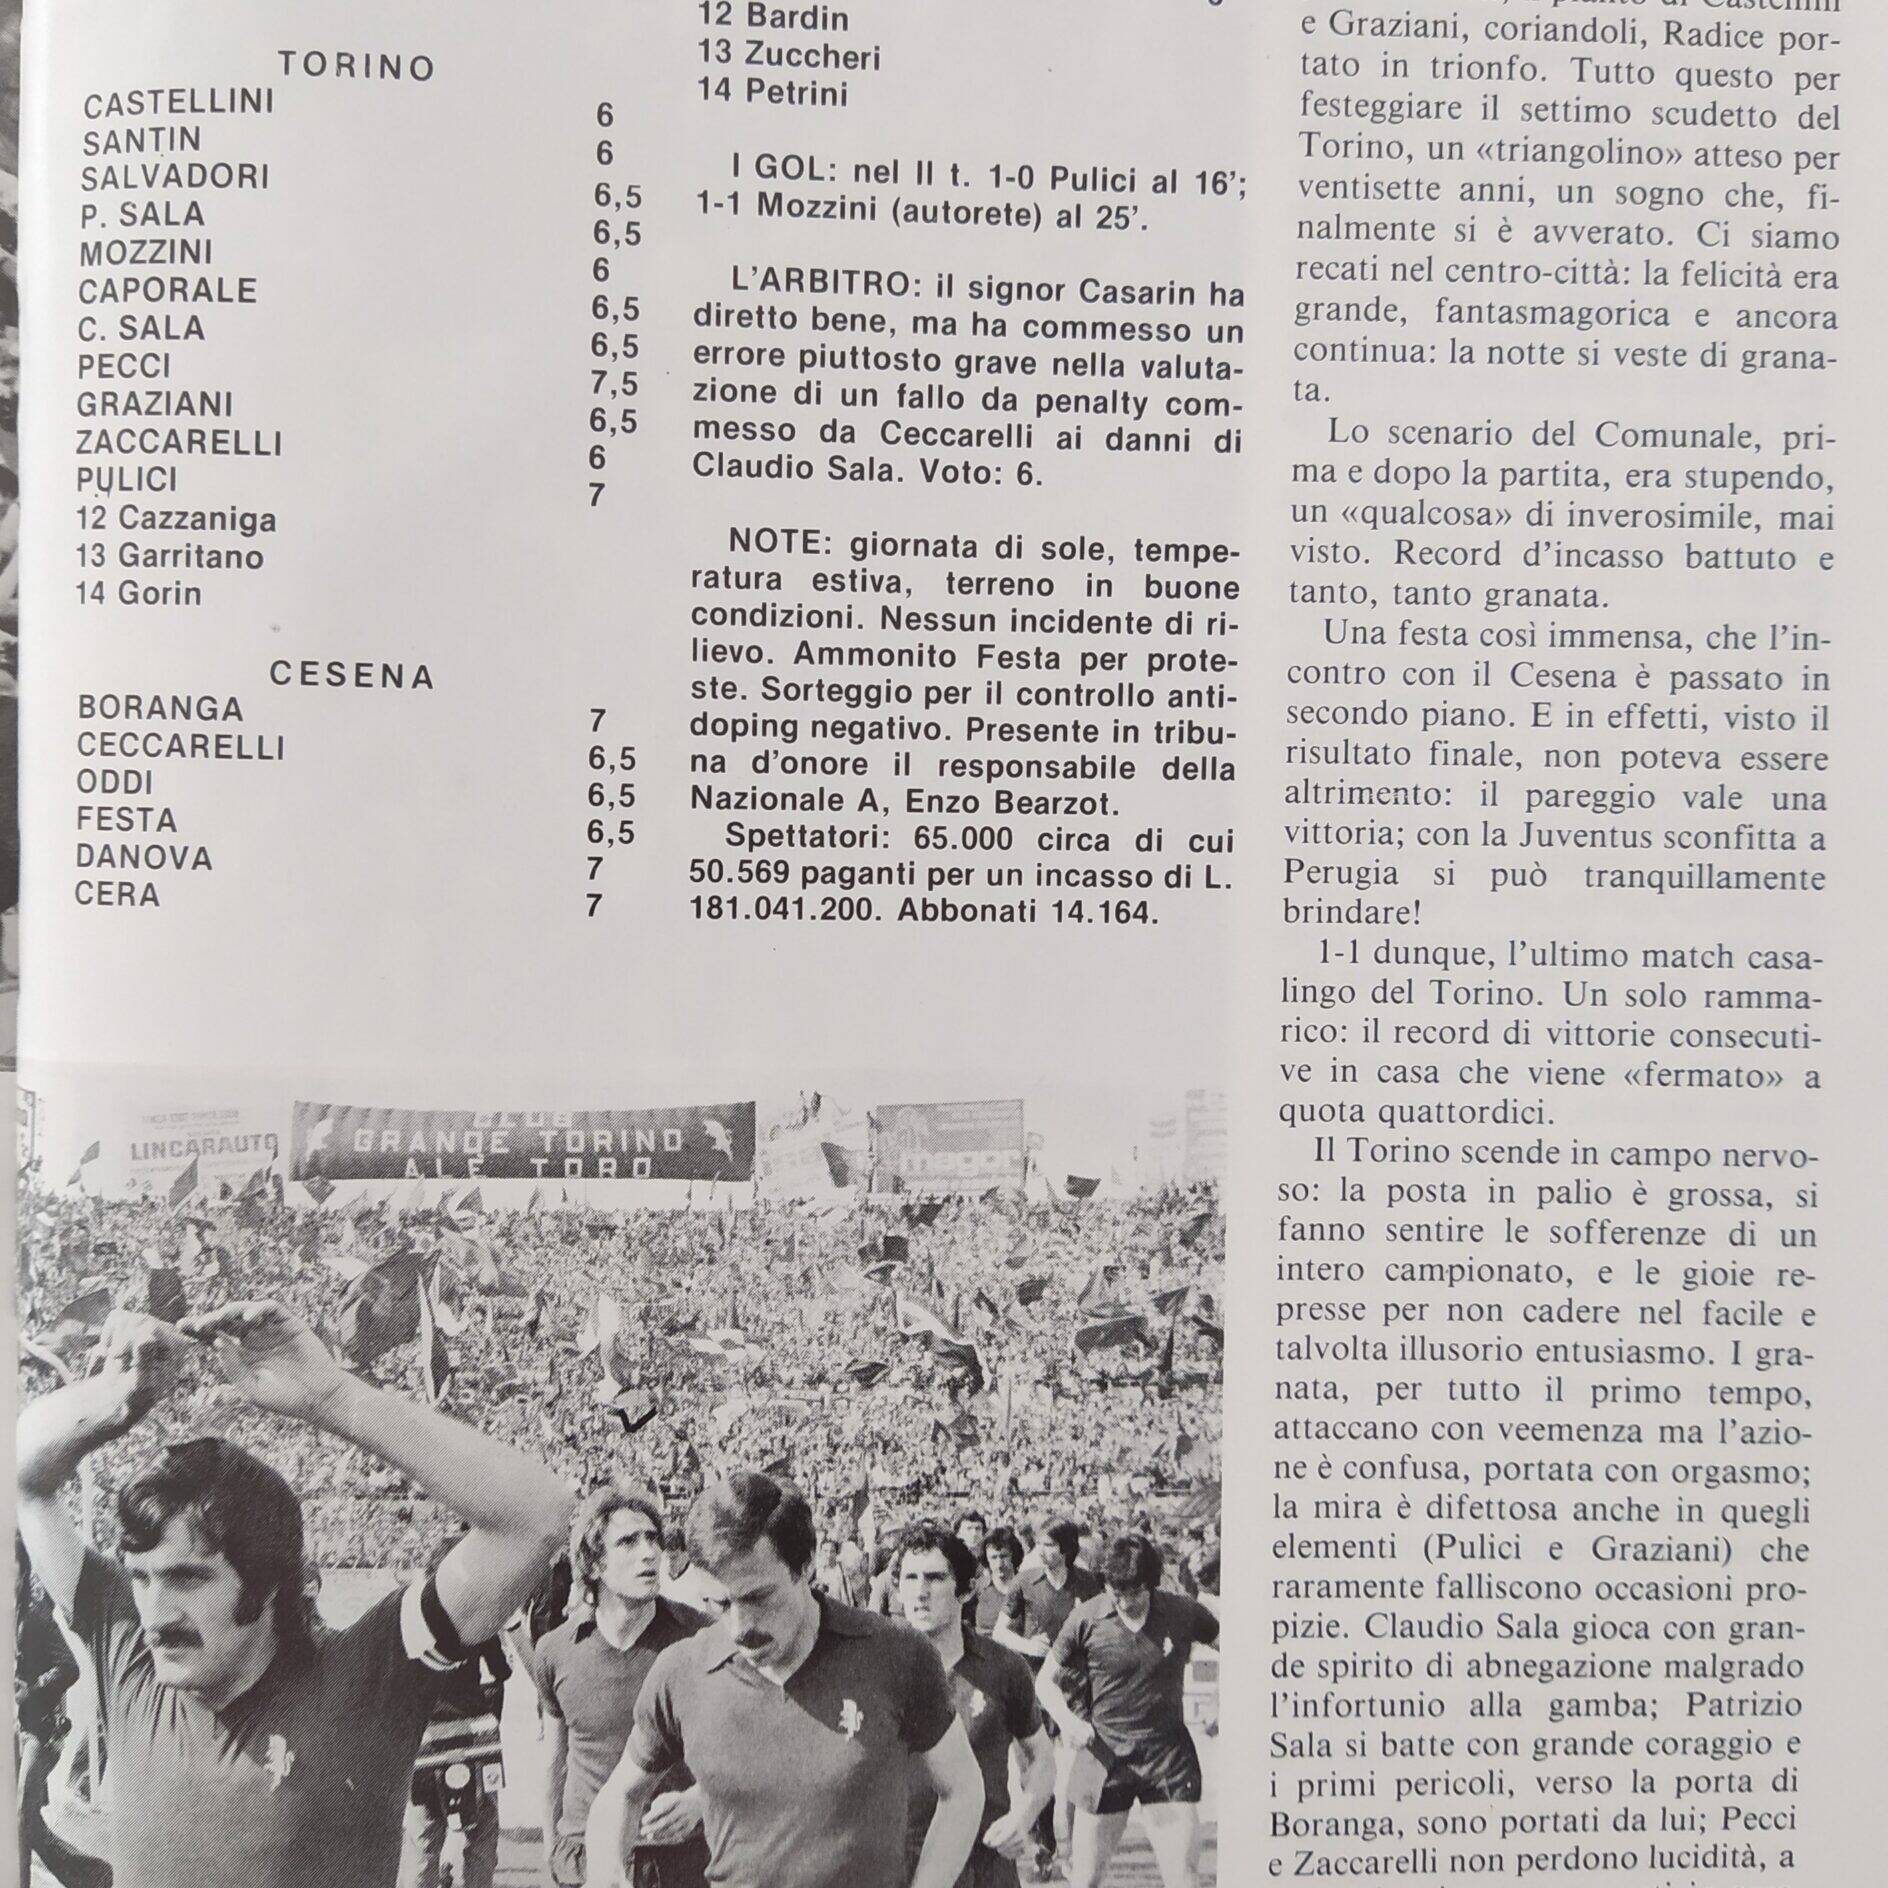 TORINO
CASTELLINI 6
SANTIN 6
SALVADORI 6,5
P. SALA 6,5
MOZZINI 6
CAPORALE 6,5
C. SALA 6,5
PECCI 7,5
GRAZIANI 6,5
ZACCARELLI 6
PULICI 7
12 Cazzaniga
13 Garritano
14 Gorin
CESENA
BORANGA 7
CECCARELLI 6,5
ODDI 6,5
FESTA 6,5
DANOVA 7
CERA 7
12 Bardin
13 Zuccheri
14 Petrini
I GOL: nel II t. 1-0 Pulici al 16';
1-1 Mozzini (autorete) al 25'.
L'ARBITRO: il signor Casarin ha
diretto bene, ma ha commesso un
errore piuttosto grave nella valuta-
zione di un fallo da penalty com-
messo da Ceccarelli ai danni di
Claudio Sala. Voto: 6.
NOTE: giornata di sole, tempe-
ratura estiva, terreno in buone
condizioni. Nessun incidente di ri-
lievo. Ammonito Festa per prote-
ste. Sorteggio per il controllo anti-
doping negativo. Presente in tribu-
na d'onore il responsabile della
Nazionale A, Enzo Bearzot.
Spettatori: 65.000 circa di cui
50.569 paganti per un incasso di L.
181.041.200. Abbonati 14.164.
e Graziani, coriandoli, Radice por-
tato in trionfo. Tutto questo per
festeggiare il settimo scudetto del
Torino, un «triangolino» atteso per
ventisette anni, un sogno che, fi-
nalmente si è avverato. Ci siamo
recati nel centro-città: la felicità era
grande, fantasmagorica e ancora
continua: la notte si veste di grana-
ta.
Lo scenario del Comunale, pri-
ma e dopo la partita, era stupendo,
un «qualcosa» di inverosimile, mai
visto. Record d'incasso battuto e
tanto, tanto granata.
Una festa così immensa, che l'in-
contro con il Cesena è passato in
secondo piano. E in effetti, visto il
risultato finale, non poteva essere
altrimento: il pareggio vale una
vittoria; con la Juventus sconfitta a
Perugia si può tranquillamente
brindare!
1-1 dunque, l'ultimo match casa-
lingo del Torino. Un solo ramma-
rico: il record di vittorie consecuti-
ve in casa che viene «fermato» a
quota quattordici.
Il Torino scende in campo nervo-
so: la posta in palio è grossa, si
fanno sentire le sofferenze di un
intero campionato, e le gioie re-
presse per non cadere nel facile e
talvolta illusorio entusiasmo. I gra-
nata, per tutto il primo tempo,
attaccano con veemenza ma l'azio-
ne è confusa, portata con orgasmo;
la mira è difettosa anche in quegli
elementi (Pulici e Graziani) che
raramente falliscono occasioni pro-
pizie. Claudio Sala gioca con gran-
de spirito di abnegazione malgrado
l'infortunio alla gamba; Patrizio
Sala si batte con grande coraggio e
i primi pericoli, verso la porta di
Boranga, sono portati da lui; Pecci
e Zaccarelli non perdono lucidità, a
LINCARAUTO
CLUB
GRANDE TORINO
ALÈ TORO